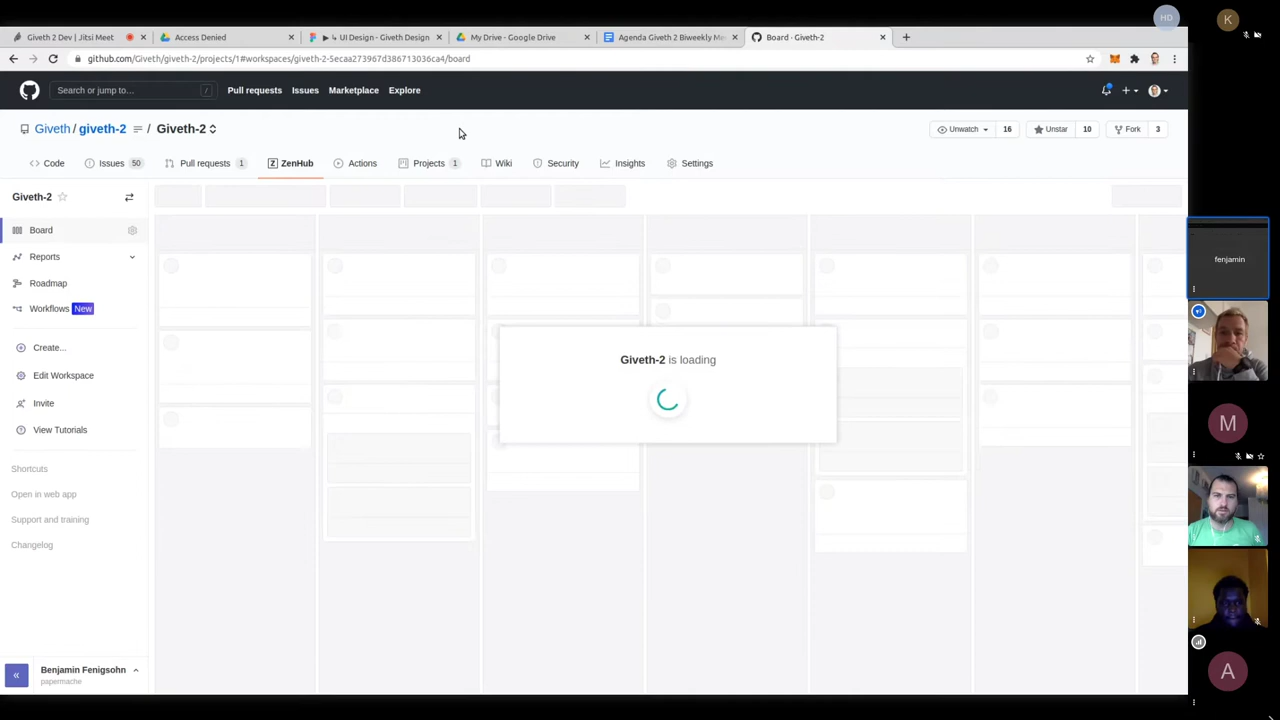 HD
K
Giveth 2 Dev | Jitsi Meet
Access Denied
▶ ↳ UI Design - Giveth Design
My Drive - Google Drive
Agenda Giveth 2 Biweekly Me
Board · Giveth-2
github.com/Giveth/giveth-2/projects/1#workspaces/giveth-2-5ecaa273967d386713036ca4/board
Search or jump to…
/
Pull requests
Issues
Marketplace
Explore
Giveth / giveth-2
/ Giveth-2
Unwatch
16
Unstar
10
Fork
3
Code
Issues
50
Pull requests
1
ZenHub
Actions
Projects
1
Wiki
Security
Insights
Settings
Giveth-2
Board
Reports
Roadmap
Workflows New
Create...
Edit Workspace
Invite
View Tutorials
Shortcuts
Open in web app
Support and training
Changelog
Giveth-2 is loading
Benjamin Fenigsohn
papermache
fenjamin
M
A